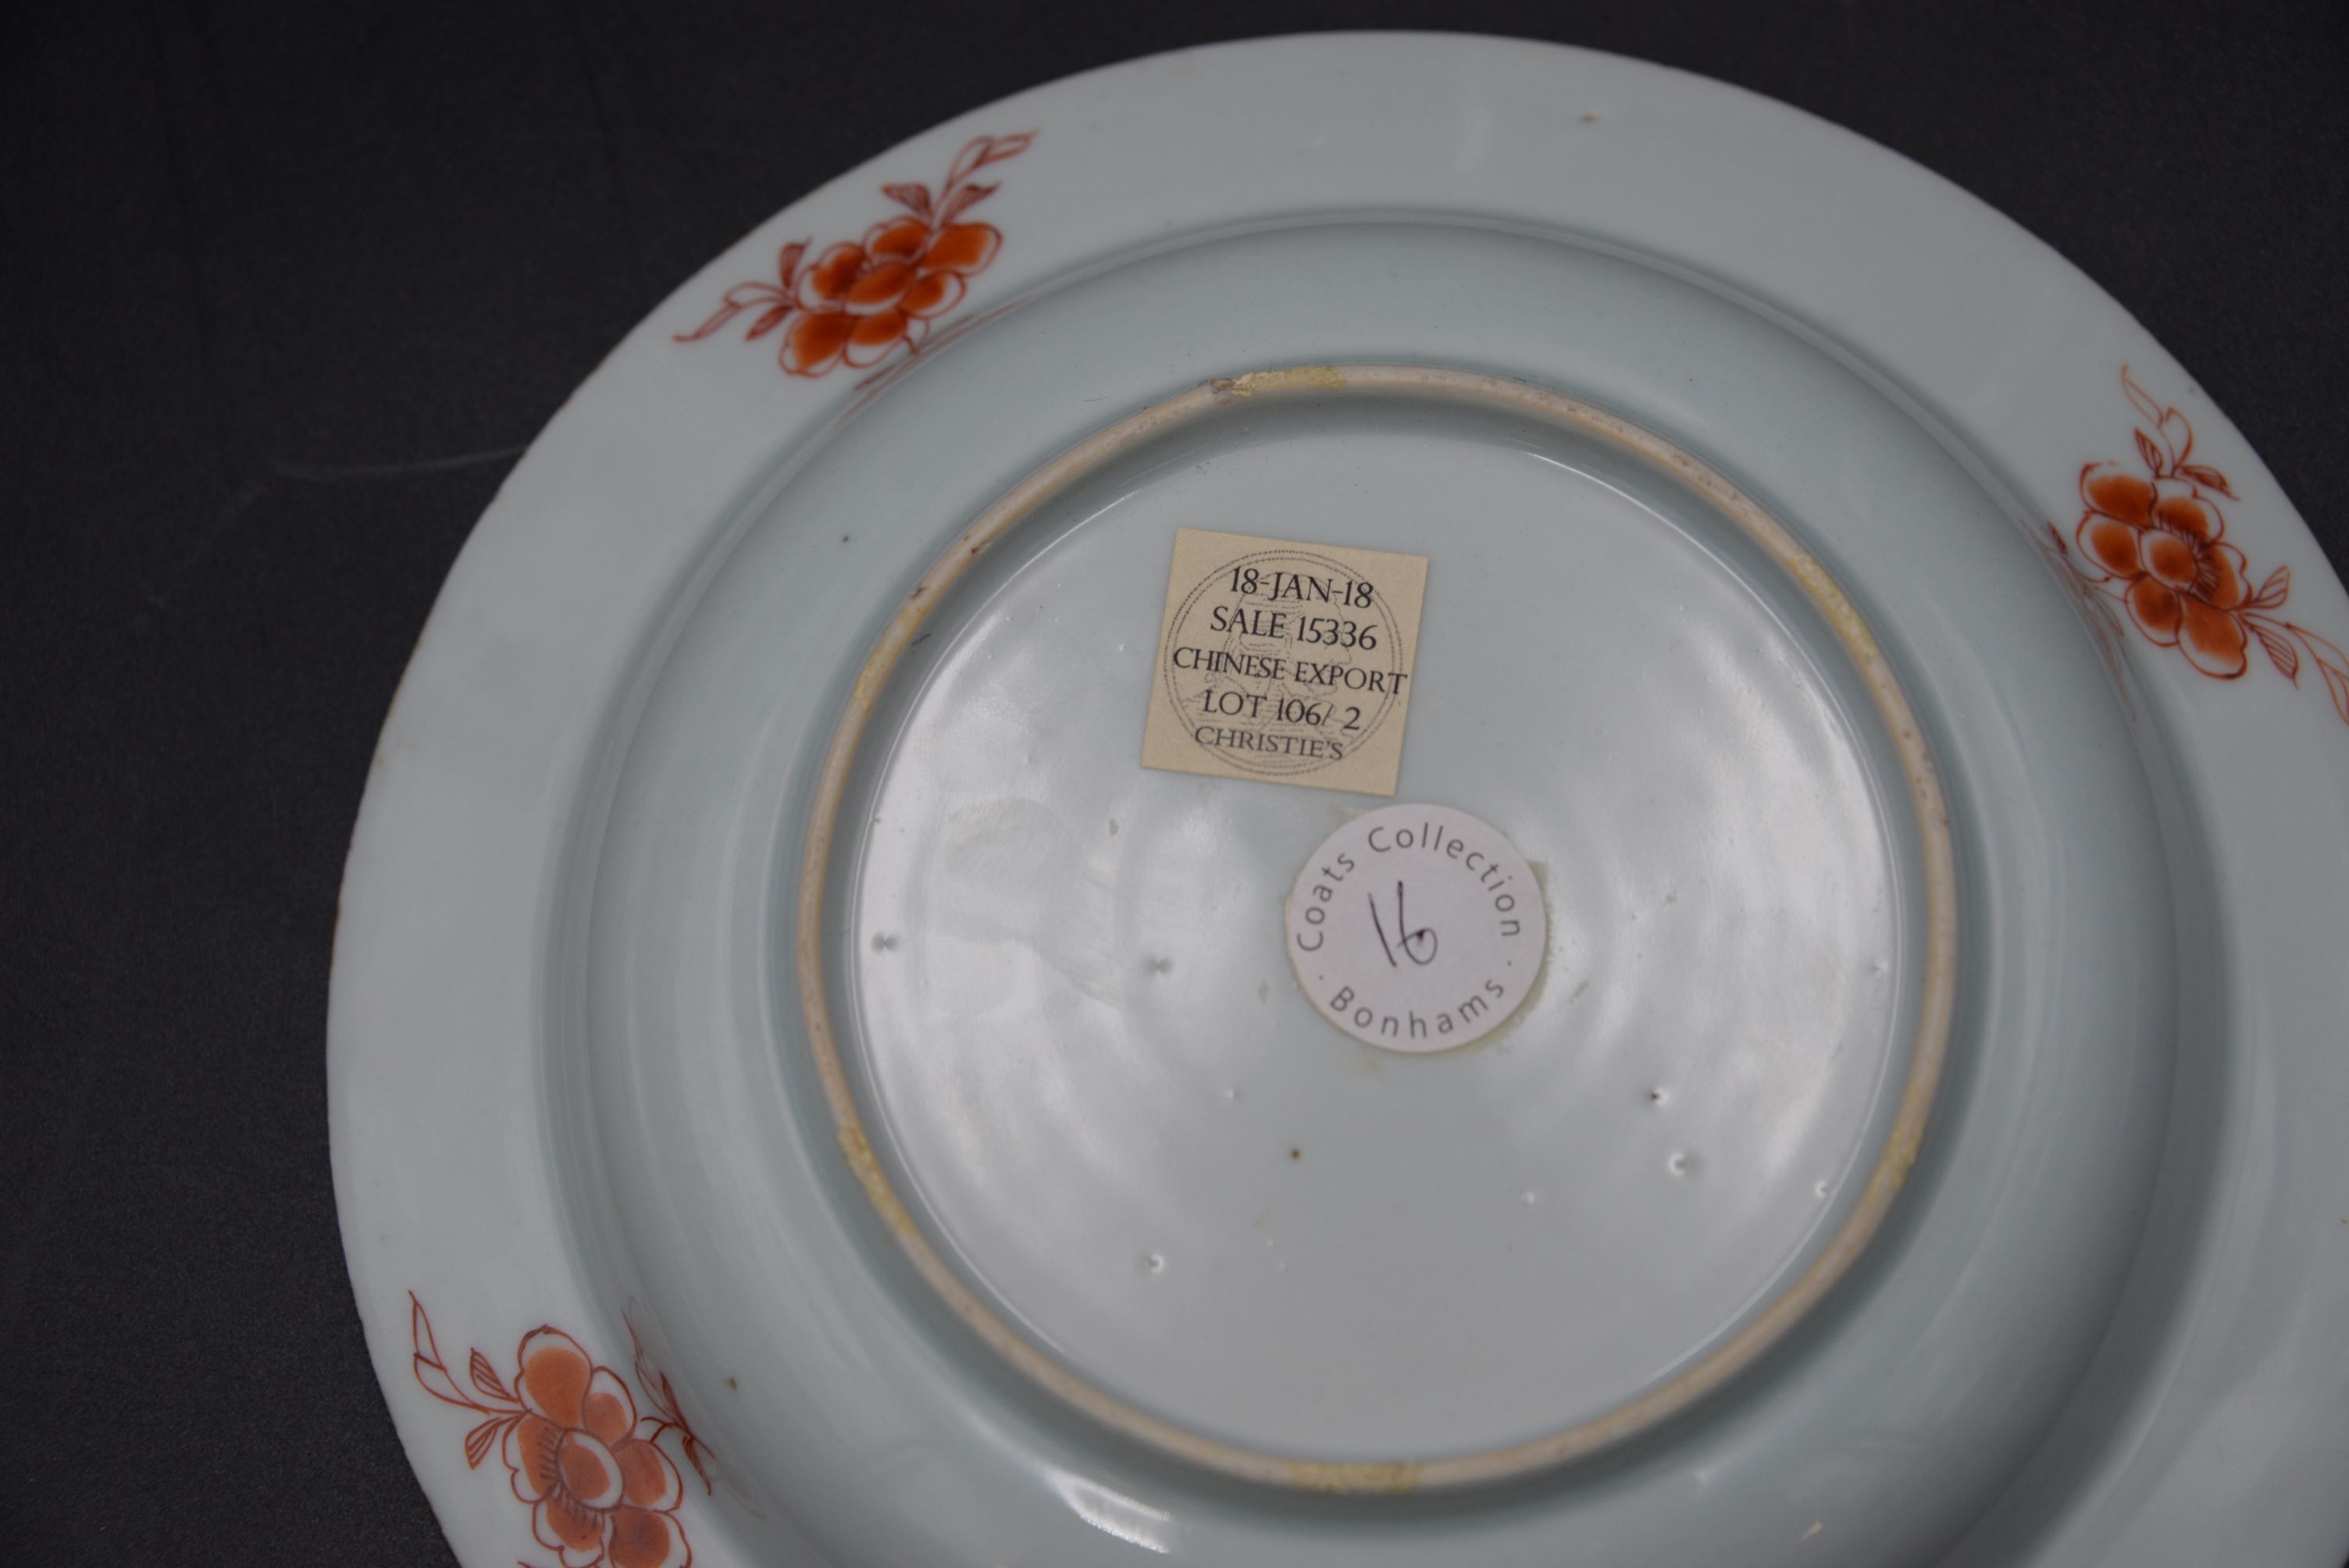 18-JAN-18
SALE 15336
CHINESE EXPORT
LOT 106/ 2
CHRISTIE'S
Coats Collection
16
· Bonhams ·